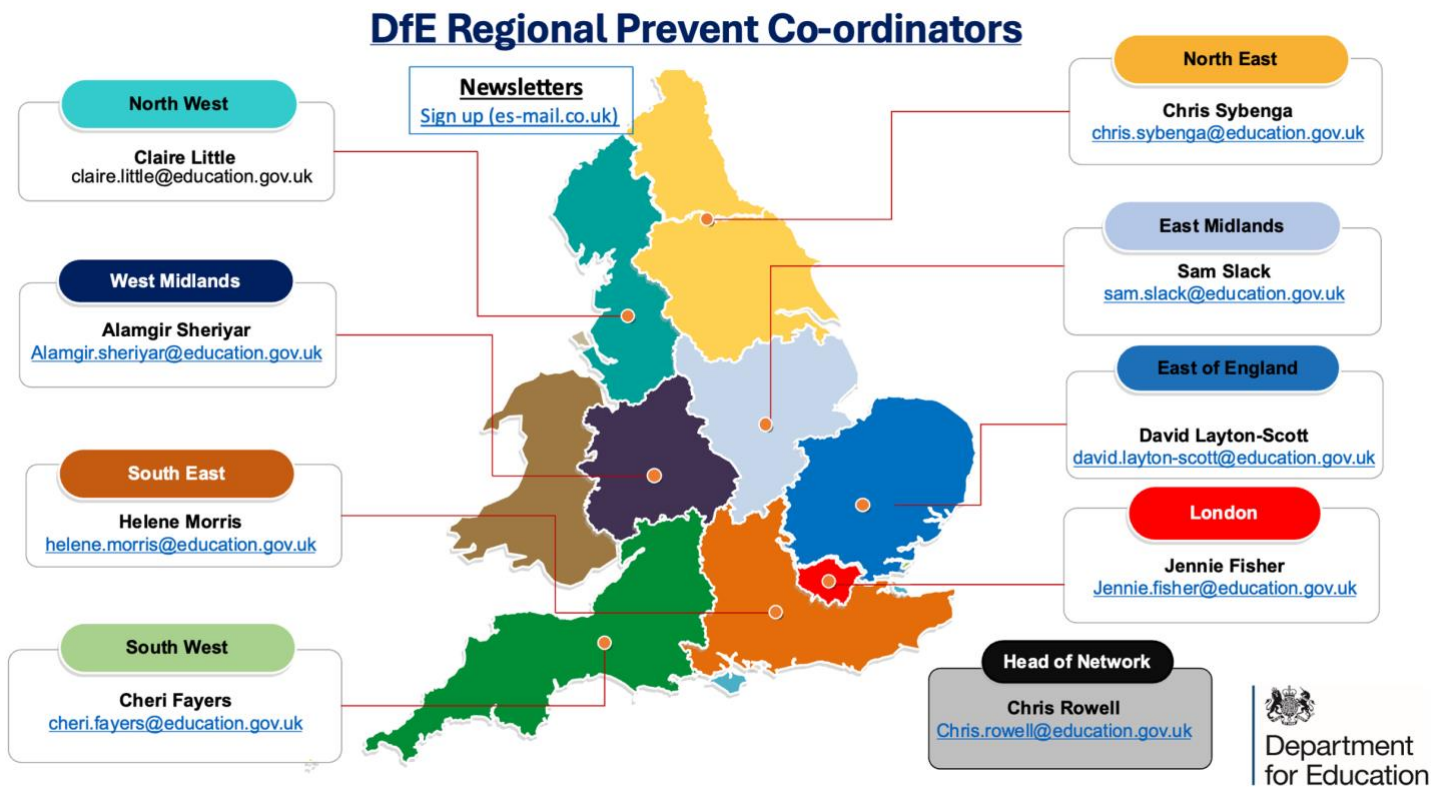 DfE Regional Prevent Co-ordinators
Newsletters
Sign up (es-mail.co.uk)
North West
Claire Little
claire.little@education.gov.uk
West Midlands
Alamgir Sheriyar
Alamgir.sheriyar@education.gov.uk
South East
Helene Morris
helene.morris@education.gov.uk
South West
Cheri Fayers
cheri.fayers@education.gov.uk
North East
Chris Sybenga
chris.sybenga@education.gov.uk
East Midlands
Sam Slack
sam.slack@education.gov.uk
East of England
David Layton-Scott
david.layton-scott@education.gov.uk
London
Jennie Fisher
Jennie.fisher@education.gov.uk
Head of Network
Chris Rowell
Chris.rowell@education.gov.uk
Department
for Education